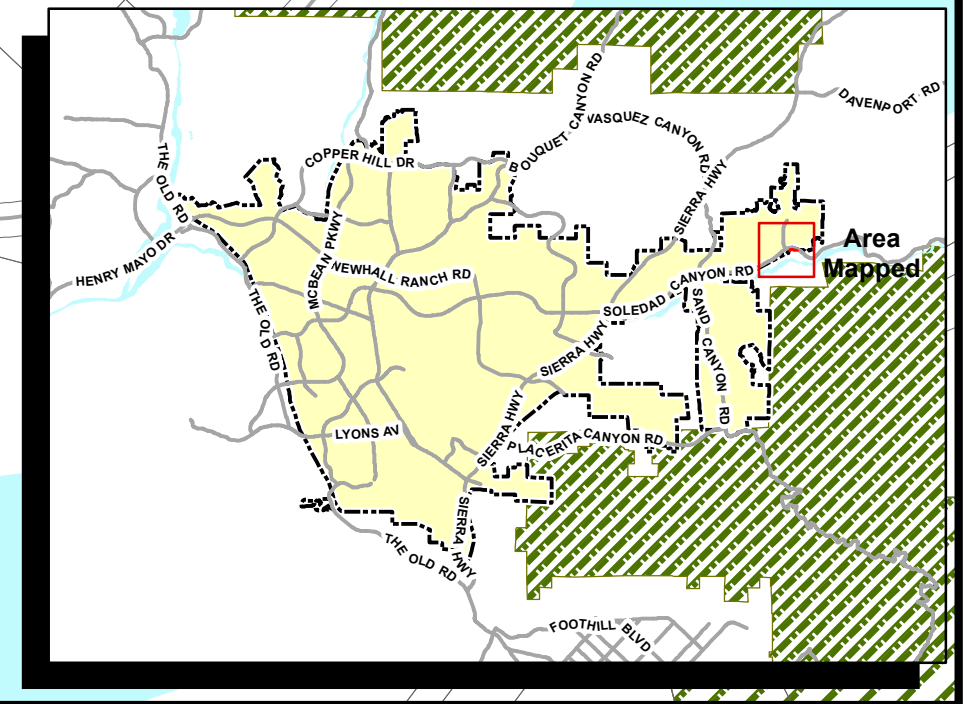 DAVENPORT RD
BOUQUET CANYON RD
VASQUEZ CANYON RD
COPPER HILL DR
THE OLD RD
SIERRA HWY
Area
Mapped
HENRY MAYO DR
MCBEAN PKWY
NEWHALL RANCH RD
SOLEDAD CANYON RD
THE OLD RD
SAND CANYON RD
SIERRA HWY
LYONS AV
SIERRA HWY
PLACERITA CANYON RD
SIERRA HWY
THE OLD RD
FOOTHILL BLVD